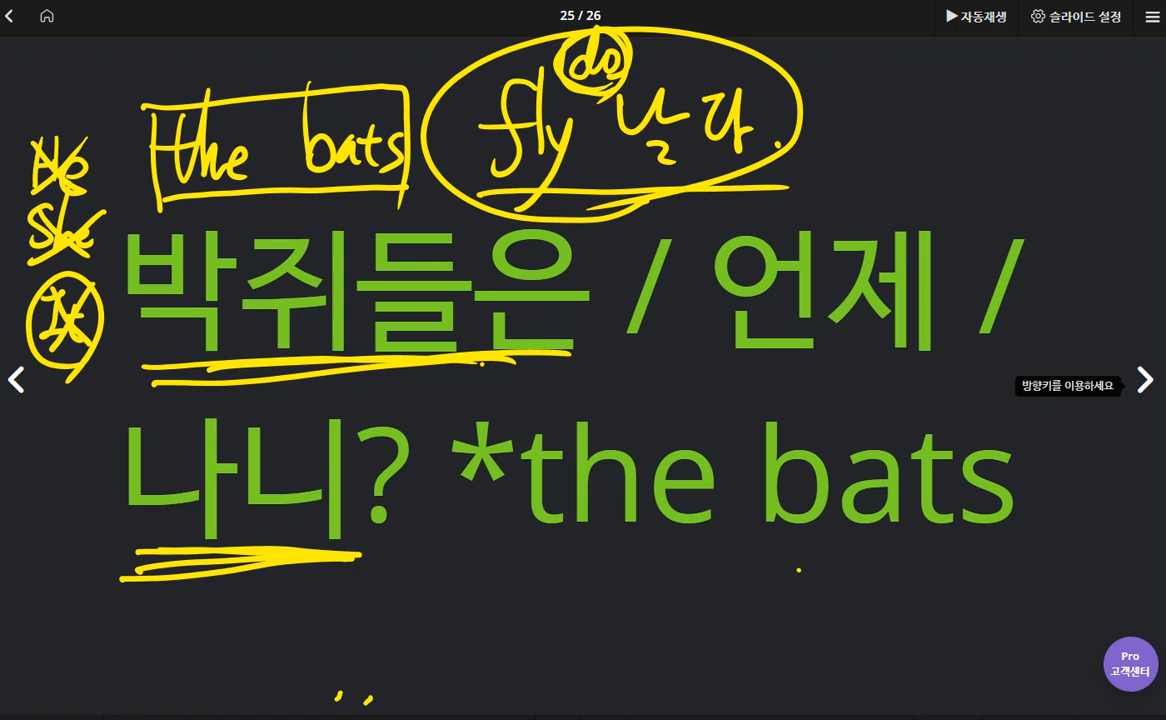 25 / 26
자동재생
슬라이드 설정
do
the bats fly 날다.
He
She
It
박쥐들은 / 언제 /
방향키를 이용하세요
나니? *the bats
Pro
고객센터